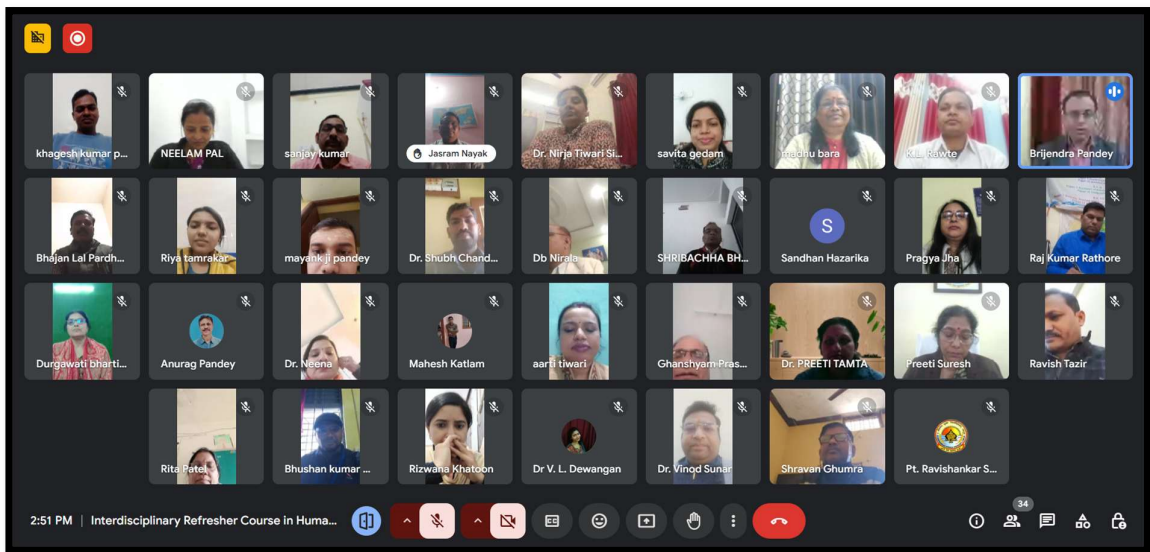 khagesh kumar p...
NEELAM PAL
sanjay kumar
Jasram Nayak
Dr. Nirja Tiwari Si...
savita gedam
madhu bara
K.L. Rawte
Brijendra Pandey
Bhajan Lal Pardh...
Riya tamrakar
mayank ji pandey
Dr. Shubh Chand...
Db Nirala
SHRIBACHHA BH...
S
Sandhan Hazarika
Pragya Jha
Raj Kumar Rathore
Durgawati bharti...
Anurag Pandey
Dr. Neena
Mahesh Katlam
aarti tiwari
Ghanshyam Pras...
Dr. PREETI TAMTA
Preeti Suresh
Ravish Tazir
Rita Patel
Bhushan kumar ...
Rizwana Khatoon
Dr V. L. Dewangan
Dr. Vinod Sunar
Shravan Ghumra
Pt. Ravishankar S...
2:51 PM | Interdisciplinary Refresher Course in Huma...
CC
34